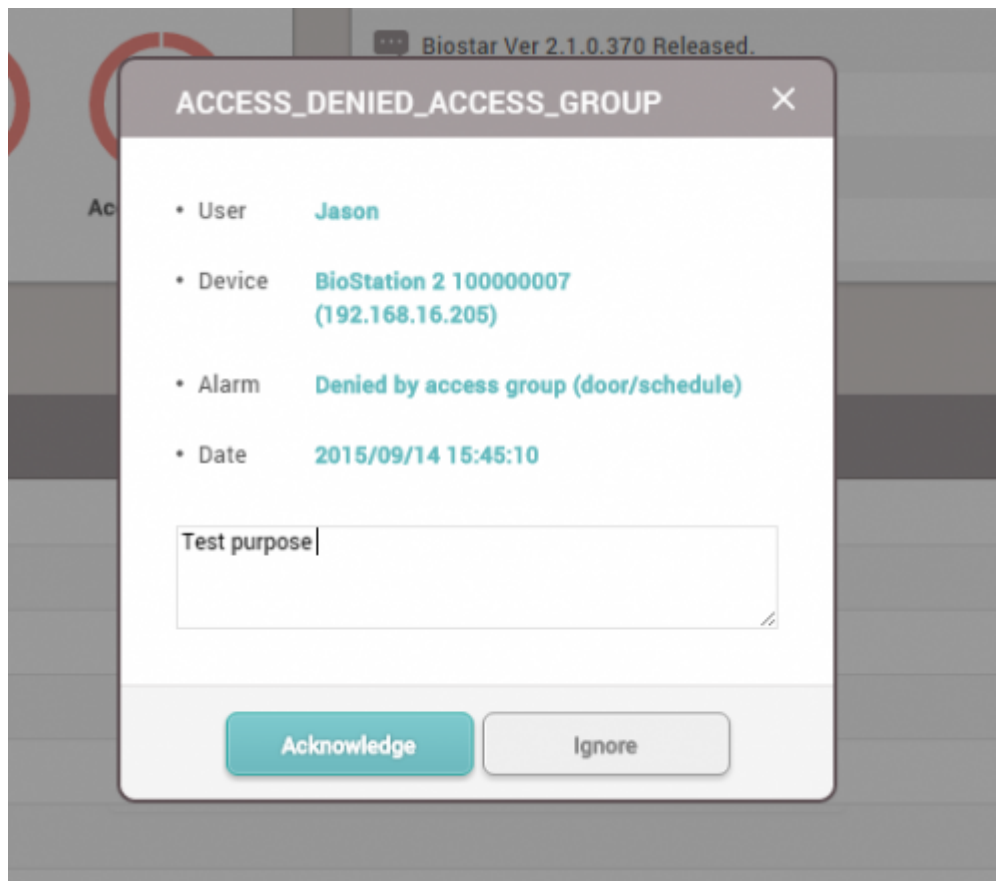 Biostar Ver 2.1.0.370 Released.
ACCESS_DENIED_ACCESS_GROUP
Ac
• User Jason
• Device BioStation 2 100000007
(192.168.16.205)
• Alarm Denied by access group (door/schedule)
• Date 2015/09/14 15:45:10
Test purpose
Acknowledge Ignore